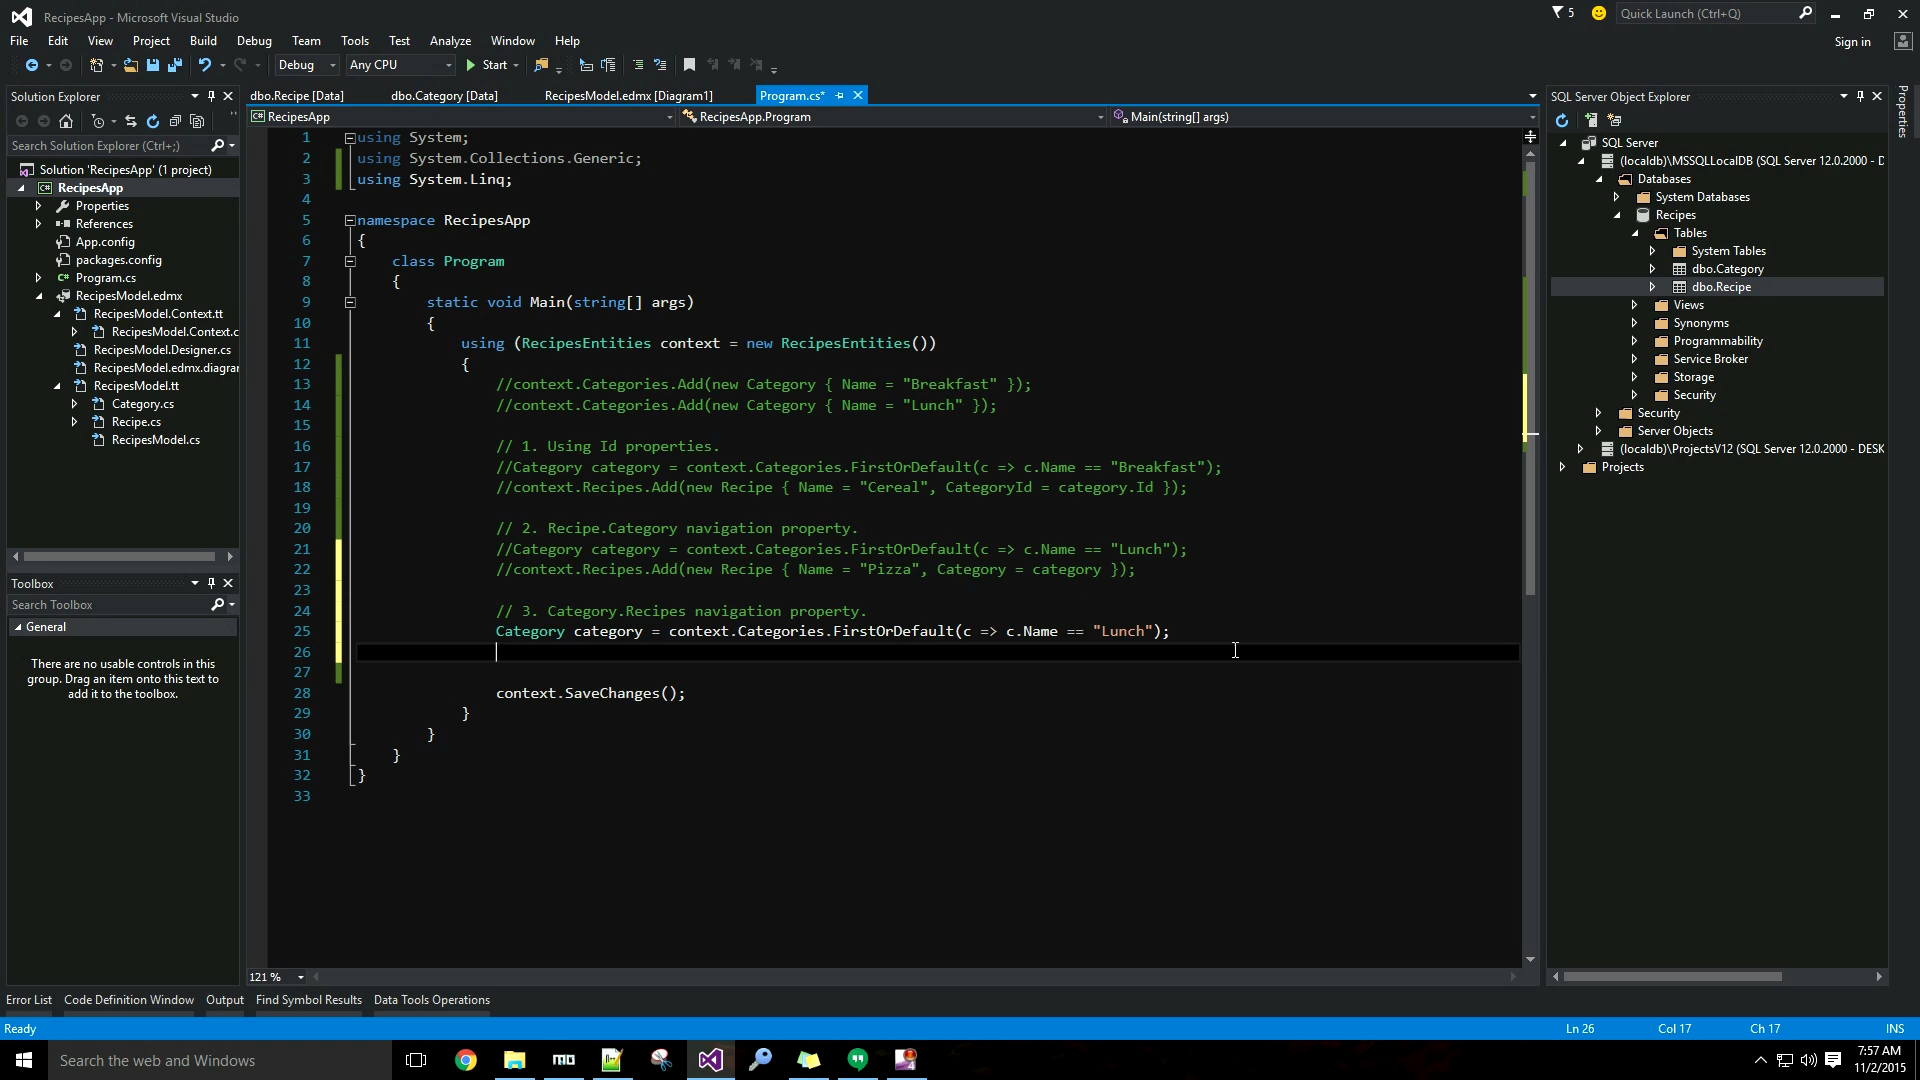 RecipesApp - Microsoft Visual Studio
5
Quick Launch (Ctrl+Q)
File Edit View Project Build Debug Team Tools Test Analyze Window Help
Sign in
Debug Any CPU Start
Solution Explorer
Search Solution Explorer (Ctrl+;)
Solution 'RecipesApp' (1 project)
RecipesApp
Properties
References
App.config
packages.config
Program.cs
RecipesModel.edmx
RecipesModel.Context.tt
RecipesModel.Context.c
RecipesModel.Designer.cs
RecipesModel.edmx.diagrar
RecipesModel.tt
Category.cs
Recipe.cs
RecipesModel.cs
Toolbox
Search Toolbox
General
There are no usable controls in this
group. Drag an item onto this text to
add it to the toolbox.
dbo.Recipe [Data] dbo.Category [Data] RecipesModel.edmx [Diagram1] Program.cs*
RecipesApp RecipesApp.Program Main(string[] args)
1 using System;
2 using System.Collections.Generic;
3 using System.Linq;
4
5 namespace RecipesApp
6 {
7 class Program
8 {
9 static void Main(string[] args)
10 {
11 using (RecipesEntities context = new RecipesEntities())
12 {
13 //context.Categories.Add(new Category { Name = "Breakfast" });
14 //context.Categories.Add(new Category { Name = "Lunch" });
15
16 // 1. Using Id properties.
17 //Category category = context.Categories.FirstOrDefault(c => c.Name == "Breakfast");
18 //context.Recipes.Add(new Recipe { Name = "Cereal", CategoryId = category.Id });
19
20 // 2. Recipe.Category navigation property.
21 //Category category = context.Categories.FirstOrDefault(c => c.Name == "Lunch");
22 //context.Recipes.Add(new Recipe { Name = "Pizza", Category = category });
23
24 // 3. Category.Recipes navigation property.
25 Category category = context.Categories.FirstOrDefault(c => c.Name == "Lunch");
26
27
28 context.SaveChanges();
29 }
30 }
31 }
32 }
33
121 %
SQL Server Object Explorer
SQL Server
(localdb)\MSSQLLocalDB (SQL Server 12.0.2000 - D
Databases
System Databases
Recipes
Tables
System Tables
dbo.Category
dbo.Recipe
Views
Synonyms
Programmability
Service Broker
Storage
Security
Security
Server Objects
(localdb)\ProjectsV12 (SQL Server 12.0.2000 - DESK
Projects
Properties
Error List Code Definition Window Output Find Symbol Results Data Tools Operations
Ready Ln 26 Col 17 Ch 17 INS
Search the web and Windows
mo
7:57 AM
11/2/2015